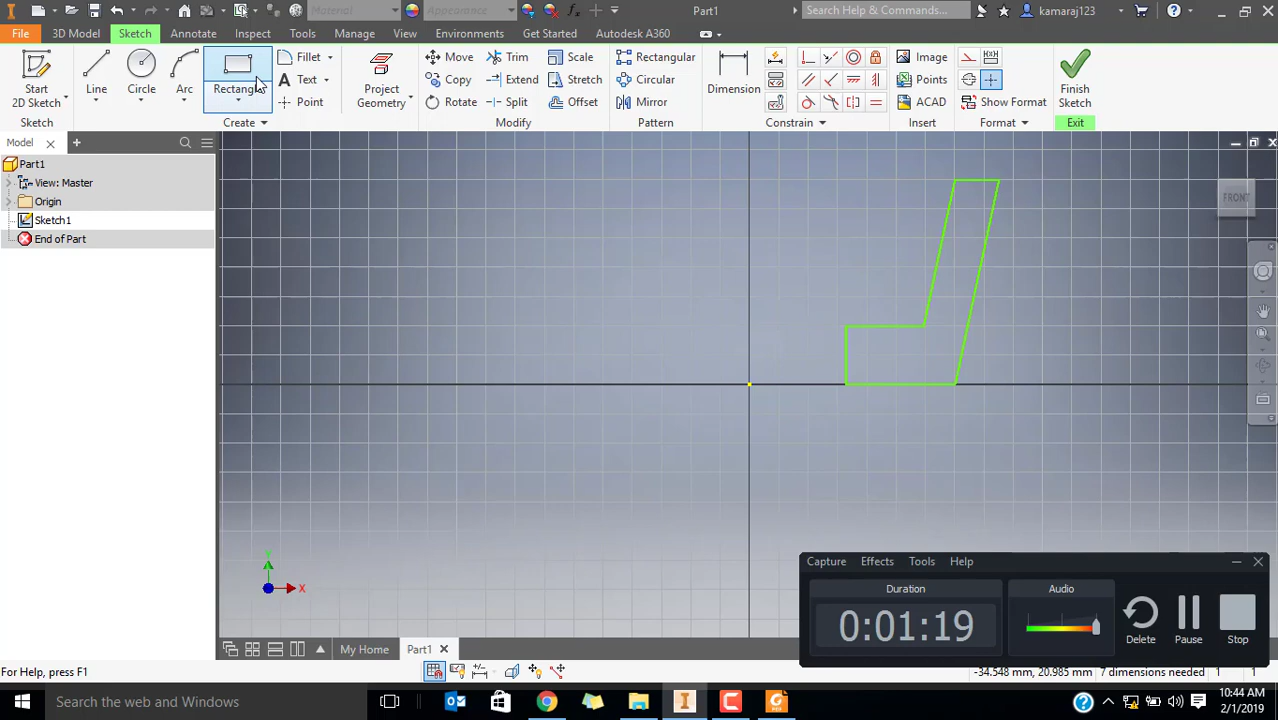 Material
Appearance
Part1
Search Help & Commands...
kamaraj123
File
3D Model
Sketch
Annotate
Inspect
Tools
Manage
View
Environments
Get Started
Autodesk A360
Start
2D Sketch
Line
Circle
Arc
Rectangle
Fillet
Text
Point
Project
Geometry
Move
Copy
Rotate
Trim
Extend
Split
Scale
Stretch
Offset
Rectangular
Circular
Mirror
Dimension
Image
Points
ACAD
Show Format
Finish
Sketch
Sketch
Create
Modify
Pattern
Constrain
Insert
Format
Exit
Model
Part1
View: Master
Origin
Sketch1
End of Part
FRONT
Y
X
Capture
Effects
Tools
Help
Duration
Audio
0:01:19
Delete
Pause
Stop
My Home
Part1
For Help, press F1
-34.548 mm, 20.985 mm
7 dimensions needed
1
1
Search the web and Windows
10:44 AM
2/1/2019